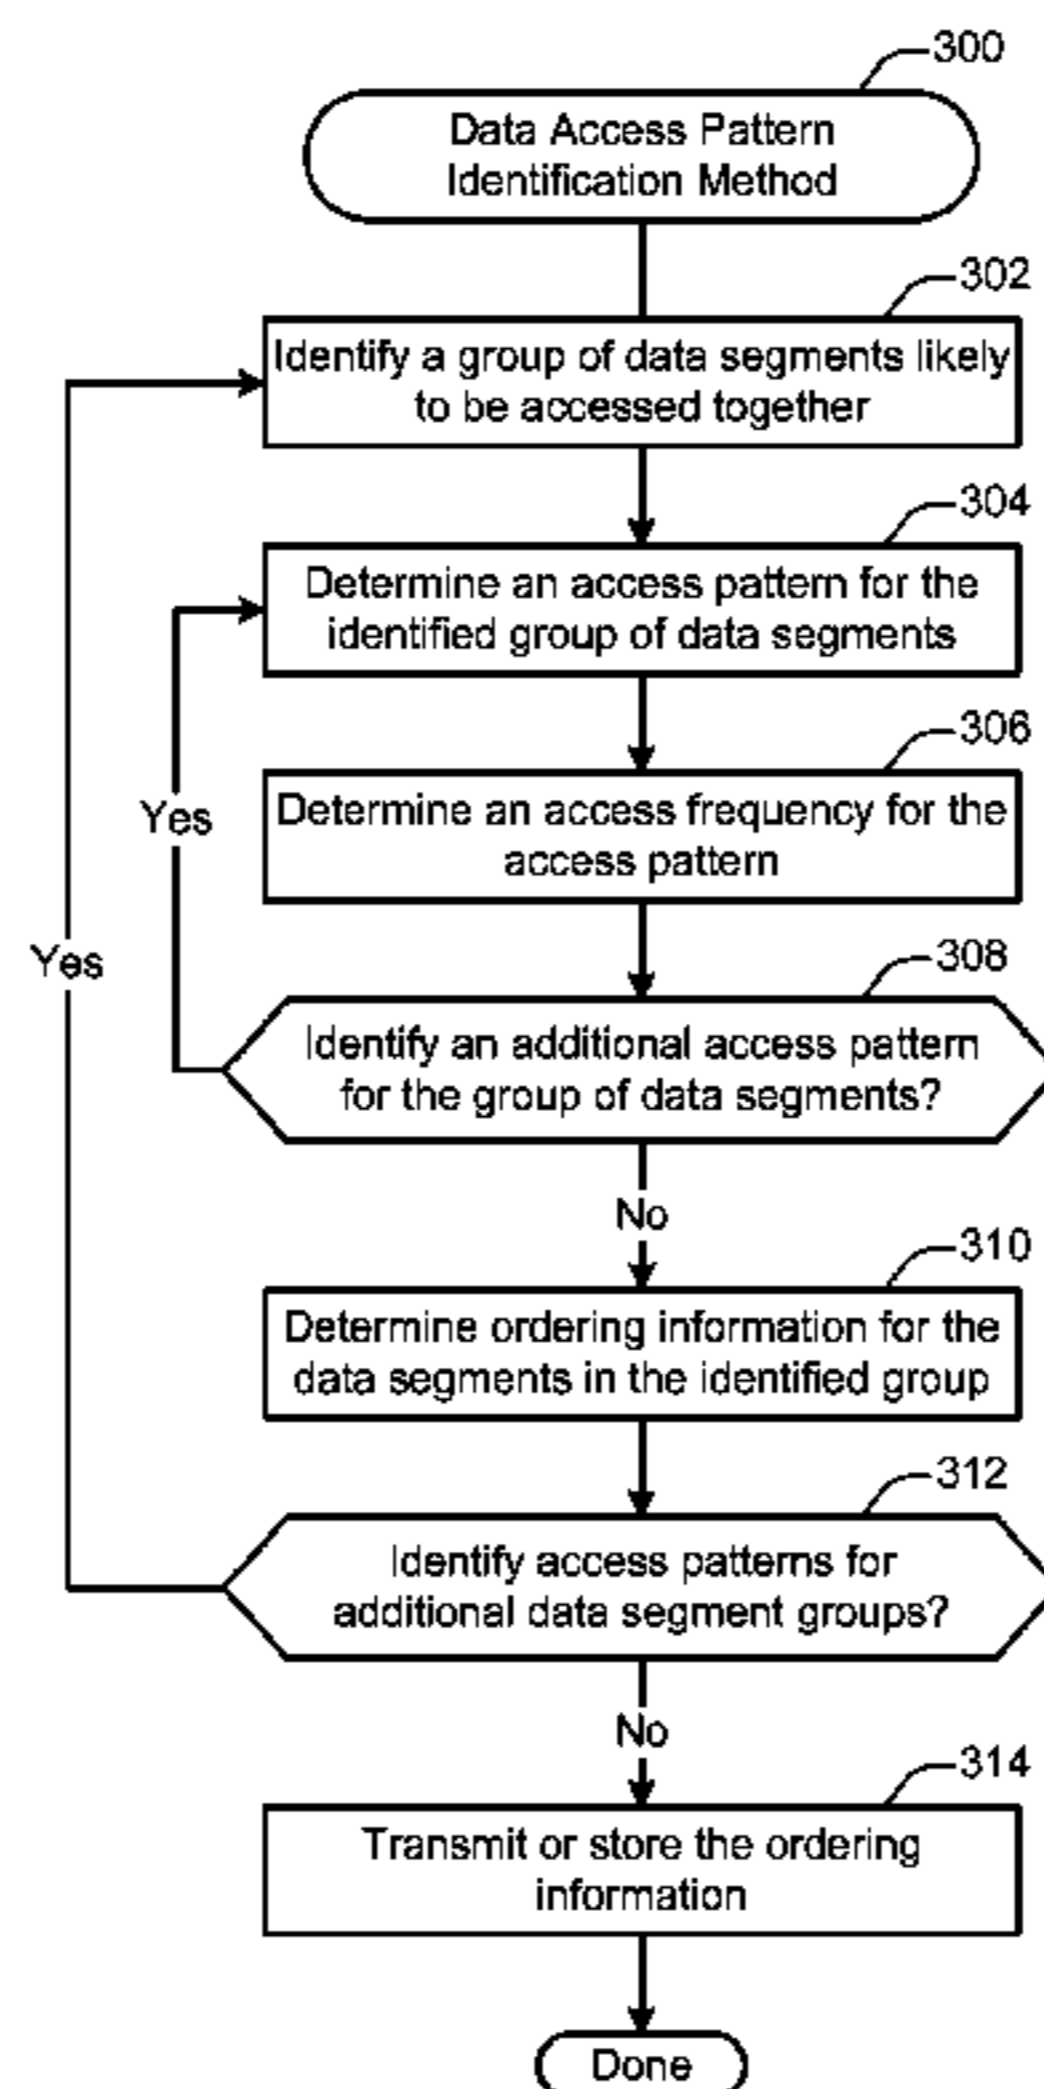 300
Data Access Pattern
Identification Method
302
Identify a group of data segments likely
to be accessed together
304
Determine an access pattern for the
identified group of data segments
306
Determine an access frequency for the
access pattern
Yes
Yes
308
Identify an additional access pattern
for the group of data segments?
No
310
Determine ordering information for the
data segments in the identified group
312
Identify access patterns for
additional data segment groups?
No
314
Transmit or store the ordering
information
Done